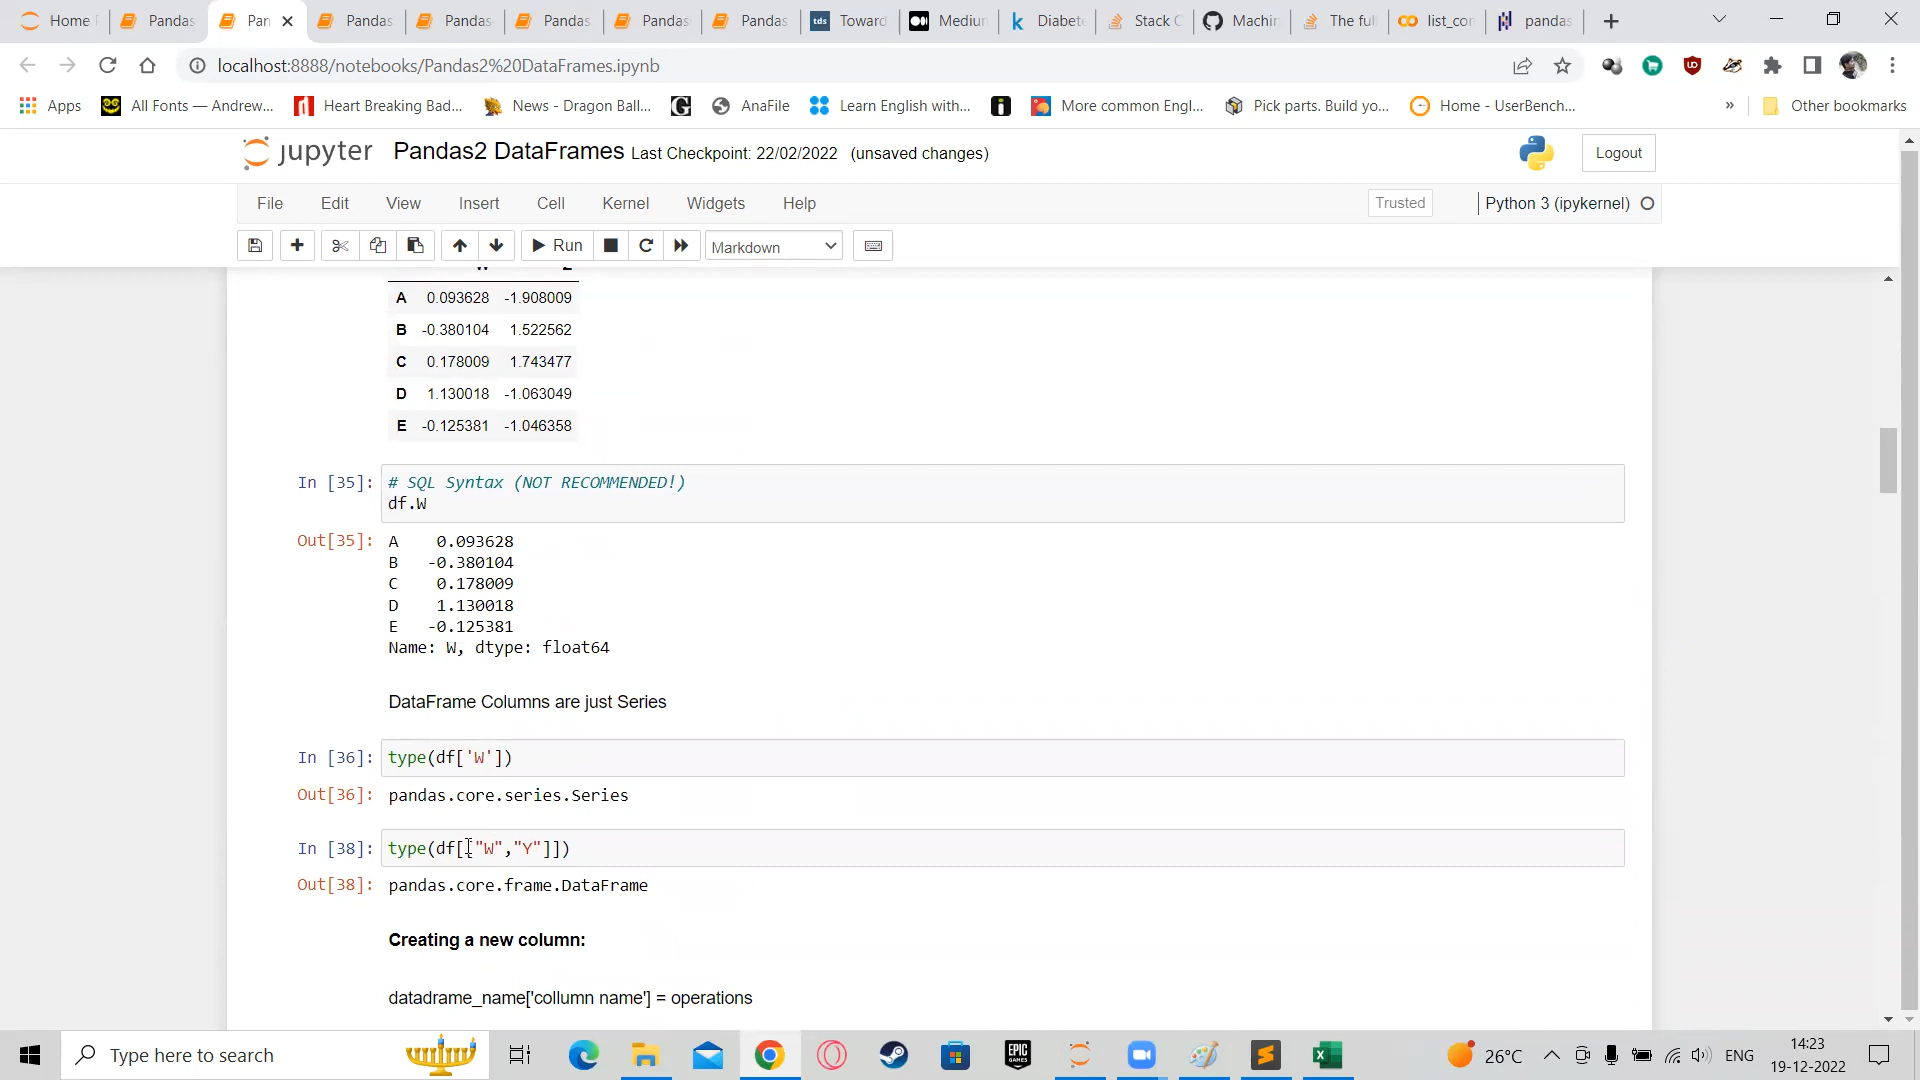 Home
Pandas
Pan
Pandas
Pandas
Pandas
Pandas
Pandas
tds Toward
Medium
k Diabet
Stack
Machi
The ful
list_co
pandas
localhost:8888/notebooks/Pandas2%20DataFrames.ipynb
Apps
All Fonts — Andrew...
Heart Breaking Bad...
News - Dragon Ball...
G
AnaFile
Learn English with...
i
More common Engl...
Pick parts. Build yo...
Home - UserBench...
»
Other bookmarks
jupyter Pandas2 DataFrames Last Checkpoint: 22/02/2022 (unsaved changes)
Logout
File Edit View Insert Cell Kernel Widgets Help
Trusted
Python 3 (ipykernel)
Run
Markdown
A 0.093628 -1.908009
B -0.380104 1.522562
C 0.178009 1.743477
D 1.130018 -1.063049
E -0.125381 -1.046358
In [35]: # SQL Syntax (NOT RECOMMENDED!)
df.W
Out[35]: A 0.093628
B -0.380104
C 0.178009
D 1.130018
E -0.125381
Name: W, dtype: float64
DataFrame Columns are just Series
In [36]: type(df['W'])
Out[36]: pandas.core.series.Series
In [38]: type(df[["W","Y"]])
Out[38]: pandas.core.frame.DataFrame
Creating a new column:
datadrame_name['collumn name'] = operations
Type here to search
EPIC GAMES
26°C
ENG
14:23
19-12-2022